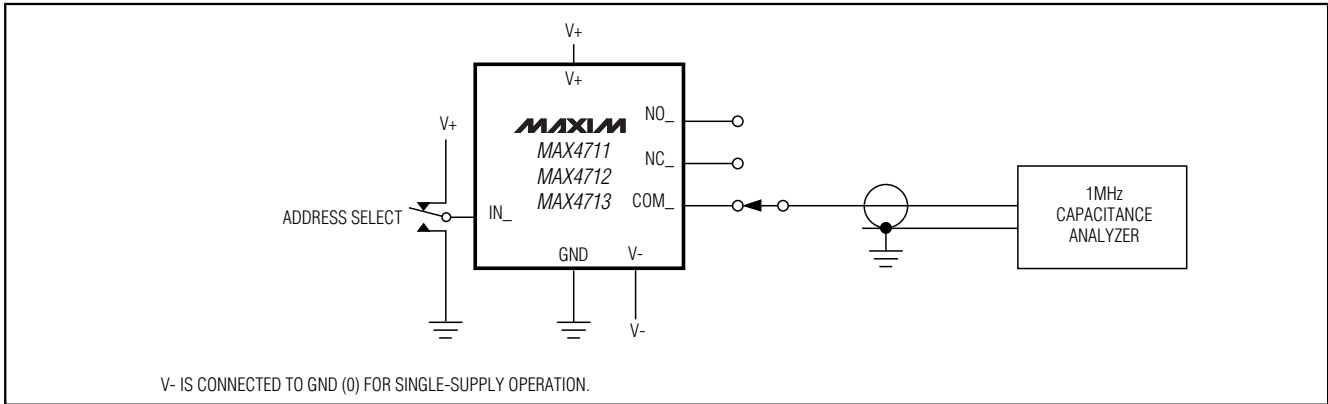 V+
V+
V+
MAXIM
MAX4711
MAX4712
MAX4713
NO_
NC_
COM_
ADDRESS SELECT
IN_
GND
V-
V-
1MHz
CAPACITANCE
ANALYZER
V- IS CONNECTED TO GND (0) FOR SINGLE-SUPPLY OPERATION.